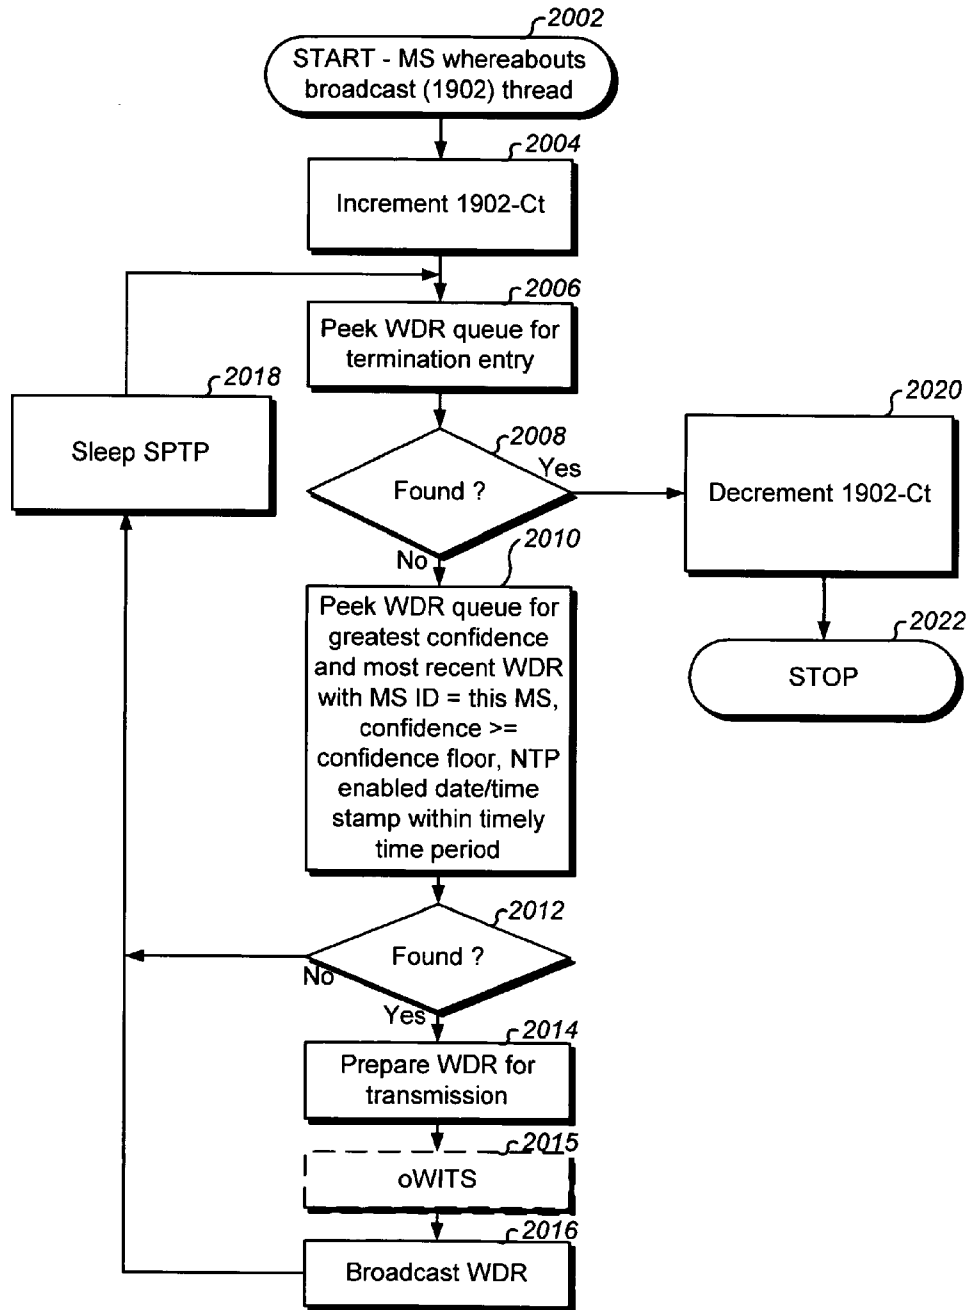 2002
START - MS whereabouts
broadcast (1902) thread
2004
Increment 1902-Ct
2006
Peek WDR queue for
termination entry
2018
Sleep SPTP
2008
Found ?
Yes
No
2020
Decrement 1902-Ct
2022
STOP
2010
Peek WDR queue for
greatest confidence
and most recent WDR
with MS ID = this MS,
confidence >=
confidence floor, NTP
enabled date/time
stamp within timely
time period
2012
Found ?
No
Yes
2014
Prepare WDR for
transmission
2015
oWITS
2016
Broadcast WDR